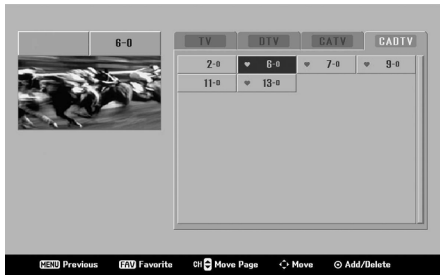 6-0
TV DTV CATV CADTV
2-0 ♥ 6-0 ♥ 7-0 ♥ 9-0
11-0 ♥ 13-0
MENU Previous FAV Favorite CH Move Page Move Add/Delete